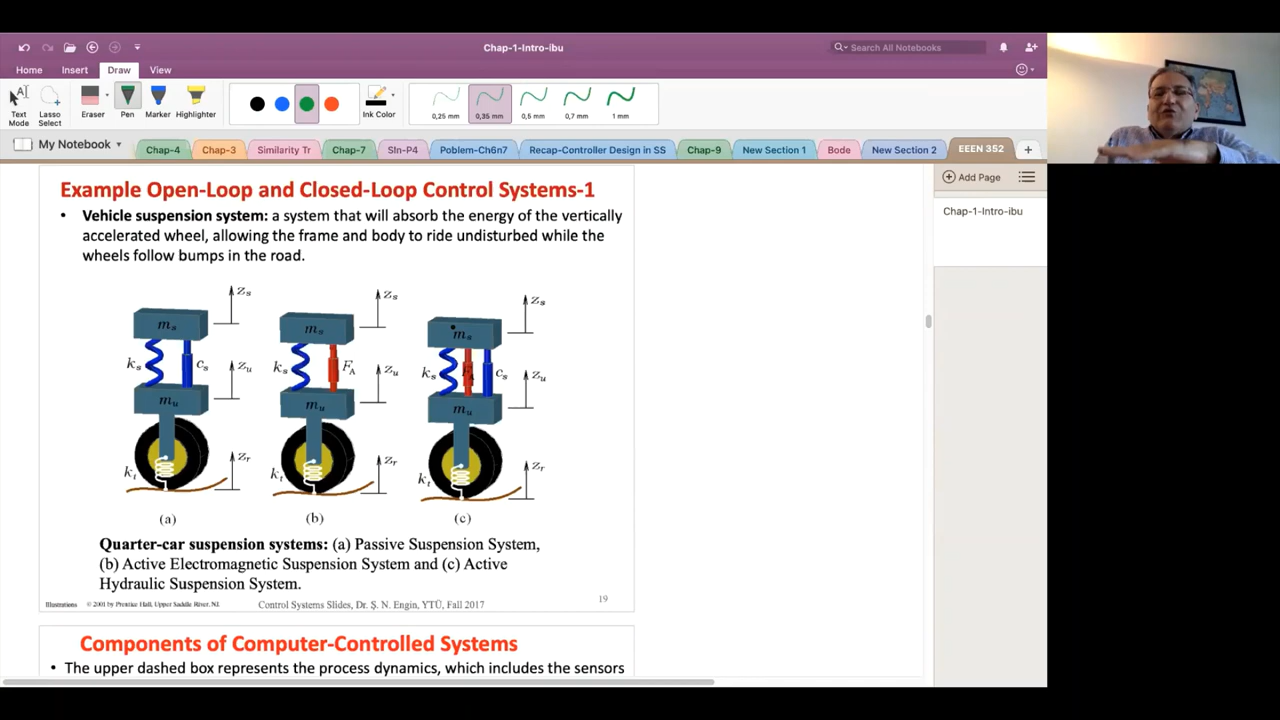 Chap-1-Intro-ibu
Search All Notebooks
Home Insert Draw View
Text Mode
Lasso Select
Eraser
Pen
Marker
Highlighter
Ink Color
0,25 mm
0,35 mm
0,5 mm
0,7 mm
1 mm
My Notebook
Chap-4
Chap-3
Similarity Tr
Chap-7
SIn-P4
Poblem-Ch6n7
Recap-Controller Design in SS
Chap-9
New Section 1
Bode
New Section 2
EEEN 352
Add Page
Chap-1-Intro-ibu
Example Open-Loop and Closed-Loop Control Systems-1
• Vehicle suspension system: a system that will absorb the energy of the vertically
accelerated wheel, allowing the frame and body to ride undisturbed while the
wheels follow bumps in the road.
ms zs ks cs zu mu kt zr
(a)
ms zs ks FA zu mu kt zr
(b)
ma zs ks FA cs zu mu kt zr
(c)
Quarter-car suspension systems: (a) Passive Suspension System,
(b) Active Electromagnetic Suspension System and (c) Active
Hydraulic Suspension System.
Illustrations © 2001 by Prentice Hall, Upper Saddle River, NJ.
Control Systems Slides, Dr. Ş. N. Engin, YTÜ, Fall 2017
19
Components of Computer-Controlled Systems
• The upper dashed box represents the process dynamics, which includes the sensors